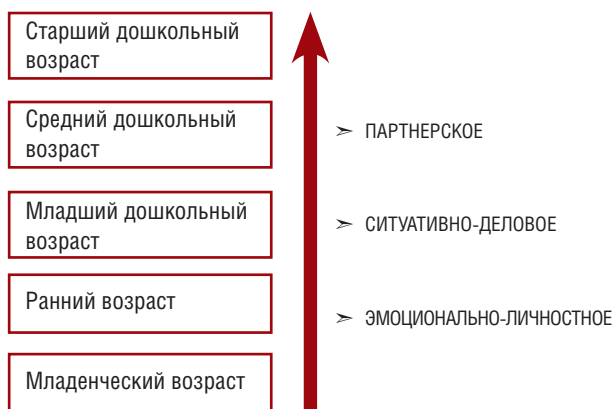 Старший дошкольный
возраст
Средний дошкольный
возраст
➣ ПАРТНЕРСКОЕ
Младший дошкольный
возраст
➣ СИТУАТИВНО-ДЕЛОВОЕ
Ранний возраст
➣ ЭМОЦИОНАЛЬНО-ЛИЧНОСТНОЕ
Младенческий возраст